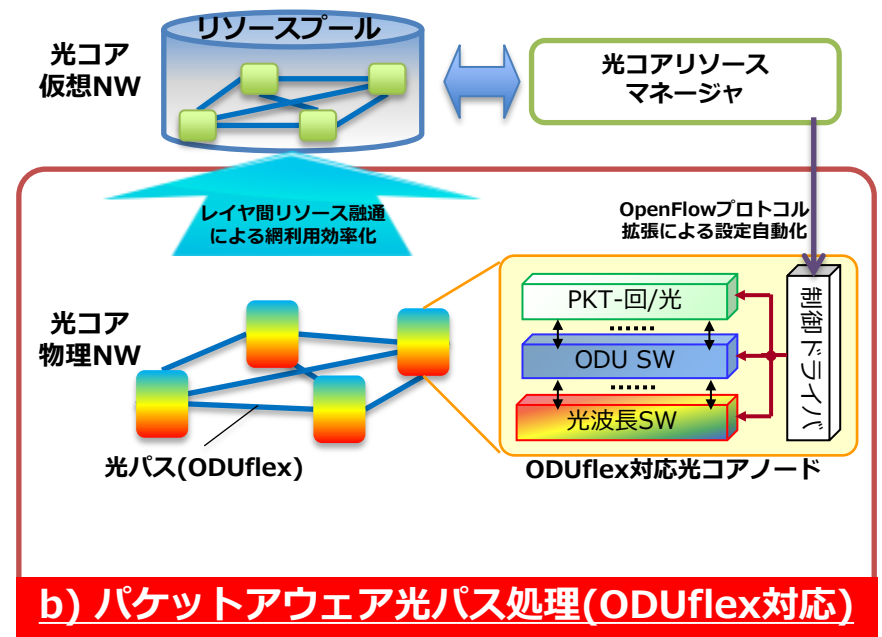 リソースプール
光コア
仮想NW
光コアリソース
マネージャ
レイヤ間リソース融通
による網利用効率化
OpenFlowプロトコル
拡張による設定自動化
光コア
物理NW
PKT-回/光
......
ODU SW
......
光波長SW
制御ドライバ
光パス(ODUflex)
ODUflex対応光コアノード
b) パケットアウェア光パス処理(ODUflex対応)